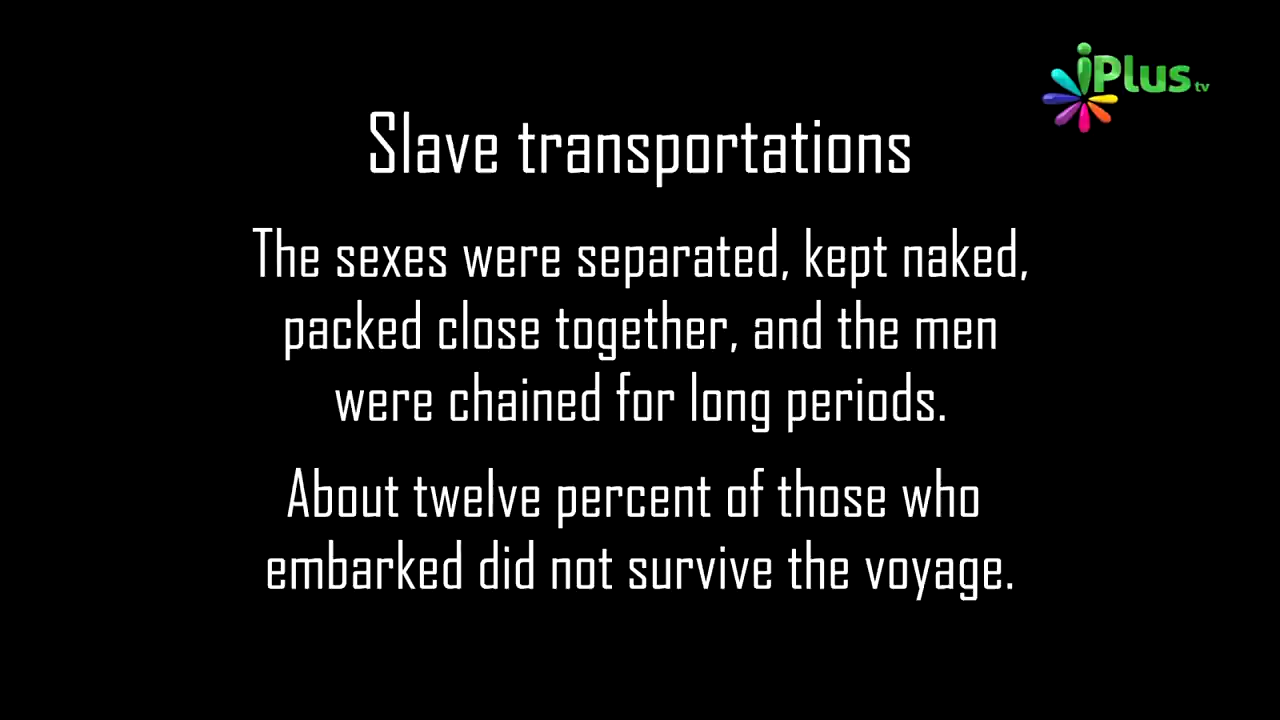 iPlus tv
Slave transportations
The sexes were separated, kept naked,
packed close together, and the men
were chained for long periods.
About twelve percent of those who
embarked did not survive the voyage.